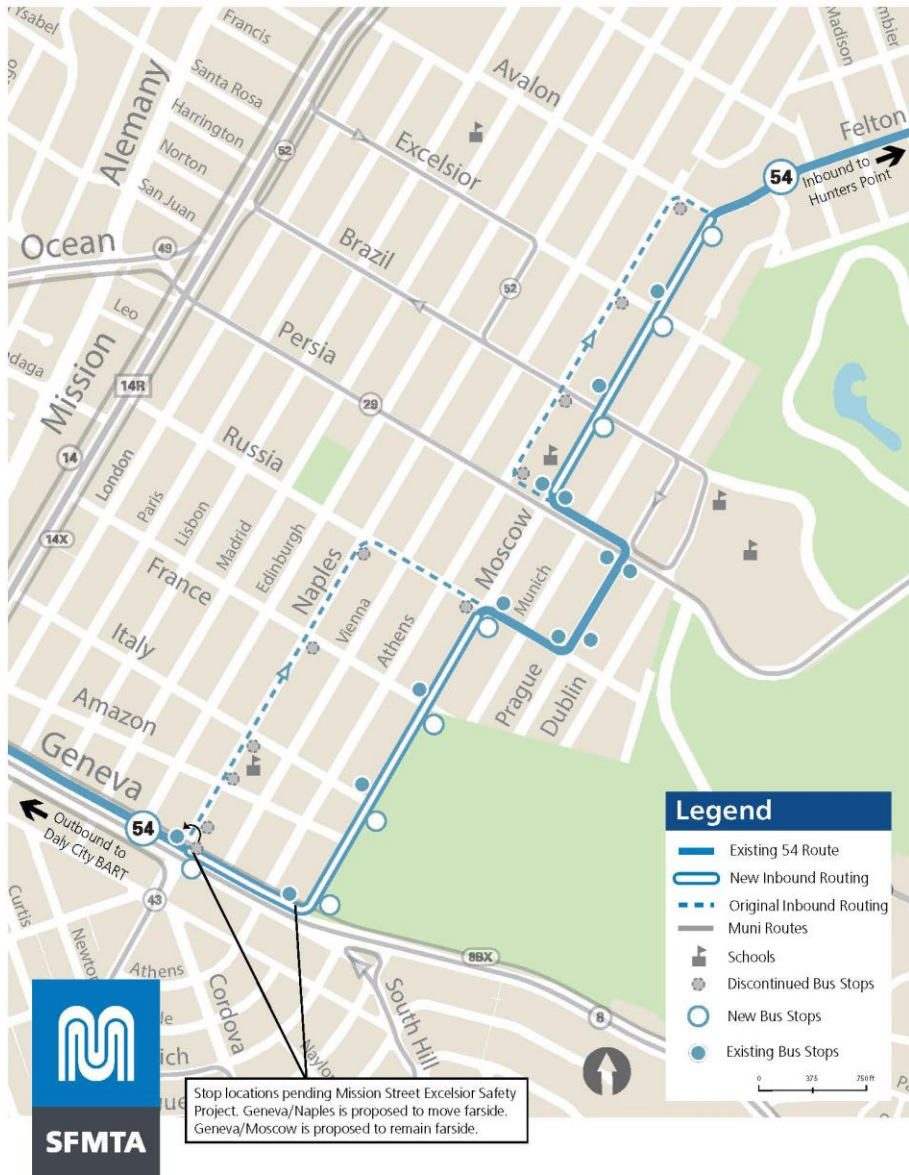 Ysabel
Francis
Santa Rosa
Harrington
Norton
San Juan
Alemany
52
Excelsior
Avalon
Madison
Felton
54
Inbound to
Hunters Point
Ocean
49
Brazil
52
Leo
Persia
Mission
14R
29
14
London
Russia
Paris
Lisbon
Madrid
Edinburgh
14X
France
Naples
Vienna
Athens
Moscow
Munich
Italy
Amazon
Prague
Dublin
Geneva
Outbound to
Daly City BART
54
43
Curtis
Athens
Cordova
South Hill
8BX
8
Legend
Existing 54 Route
New Inbound Routing
Original Inbound Routing
Muni Routes
Schools
Discontinued Bus Stops
New Bus Stops
Existing Bus Stops
0 375 750 ft
Stop locations pending Mission Street Excelsior Safety
Project. Geneva/Naples is proposed to move farside.
Geneva/Moscow is proposed to remain farside.
SFMTA